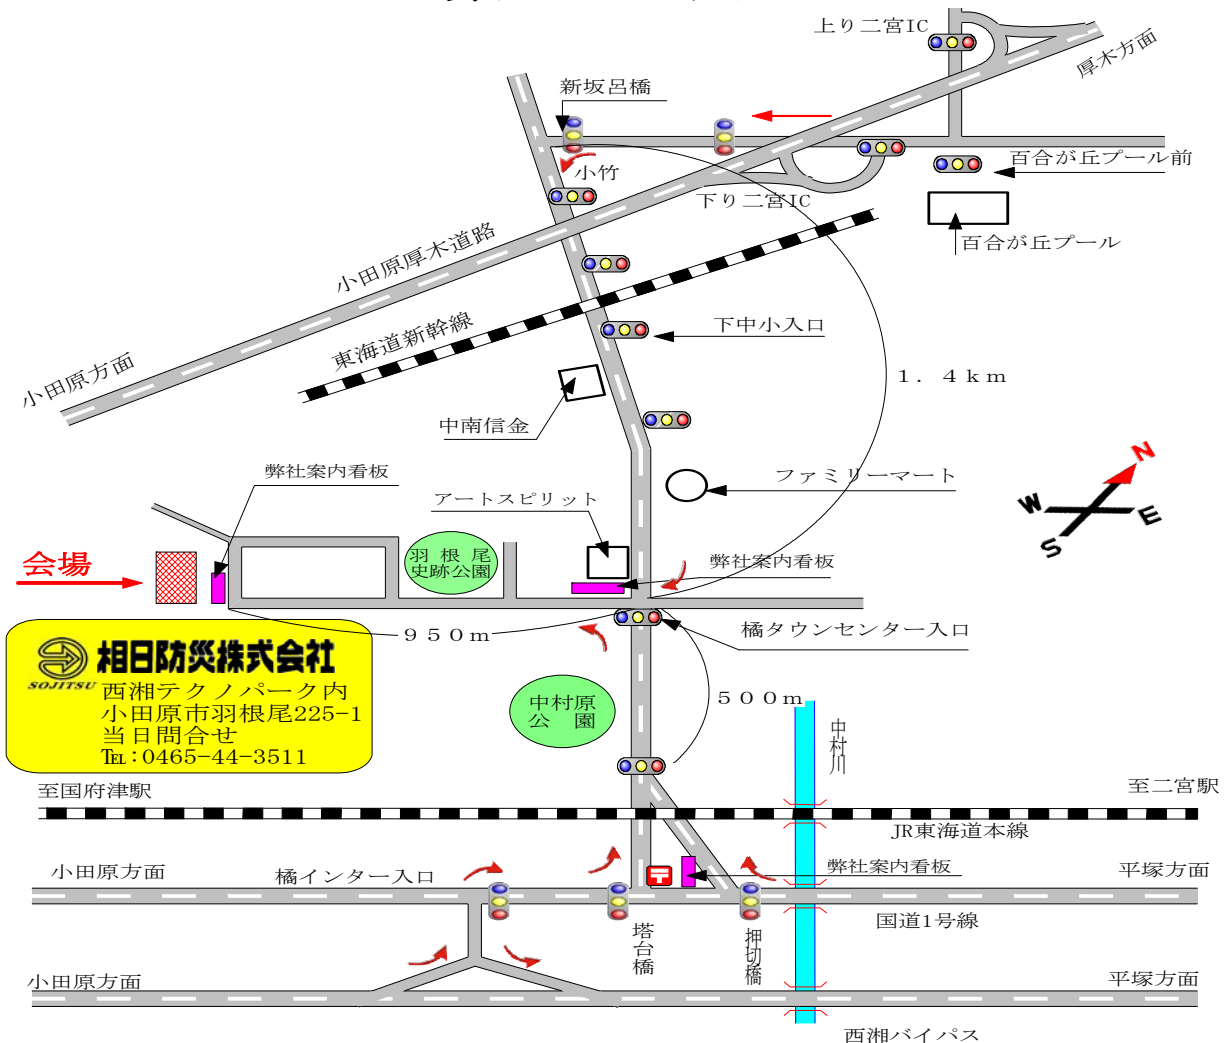 上り二宮IC
厚木方面
新坂呂橋
小竹
百合が丘プール前
下り二宮IC
百合が丘プール
小田原厚木道路
東海道新幹線
下中小入口
小田原方面
1．4km
中南信金
N
W
E
S
弊社案内看板
ファミリーマート
アートスピリット
羽根尾
史跡公園
弊社案内看板
会場
950m
橘タウンセンター入口
相日防災株式会社
SOJITSU
西湘テクノパーク内
小田原市羽根尾225-1
当日問合せ
℡:0465-44-3511
中村原
公園
500m
中村川
至国府津駅
至二宮駅
JR東海道本線
小田原方面
橘インター入口
弊社案内看板
平塚方面
国道1号線
塔台橋
押切橋
小田原方面
平塚方面
西湘バイパス